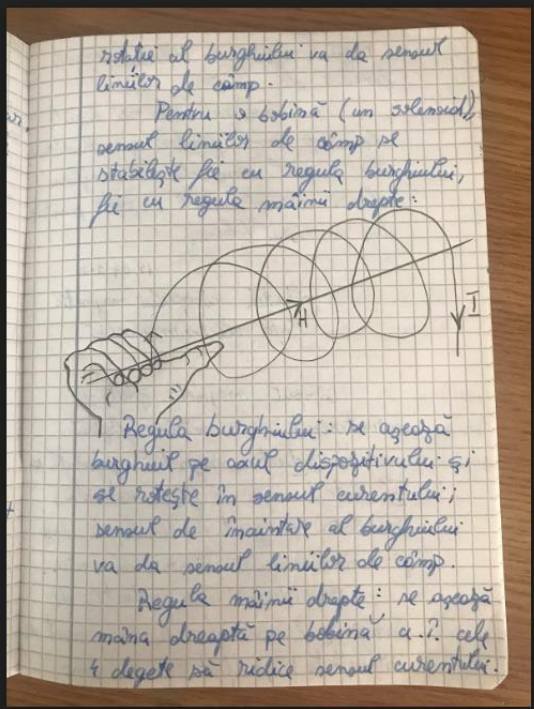 rotație al burghiului va da sensul
liniilor de câmp.
Pentru o bobină (un solenoid),
sensul liniilor de câmp se
stabilește fie cu regula burghiului,
fie cu regula mâinii drepte:
H
I
Regula burghiului: se așează
burghiul pe axul dispozitivului și
se rotește în sensul curentului;
sensul de înaintare al burghiului
va da sensul liniilor de câmp.
Regula mâinii drepte: se așează
mâna dreaptă pe bobină a.î. cele
4 degete să ridice sensul curentului.